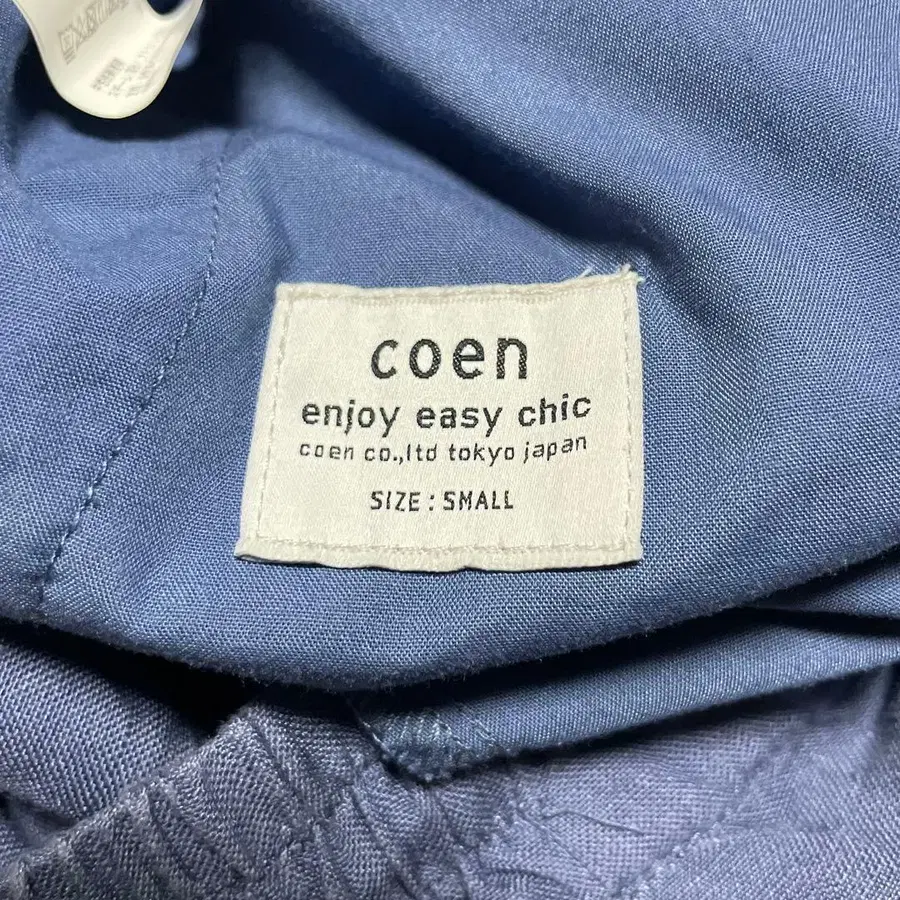 coen
enjoy easy chic
coen co.,ltd tokyo japan
SIZE : SMALL